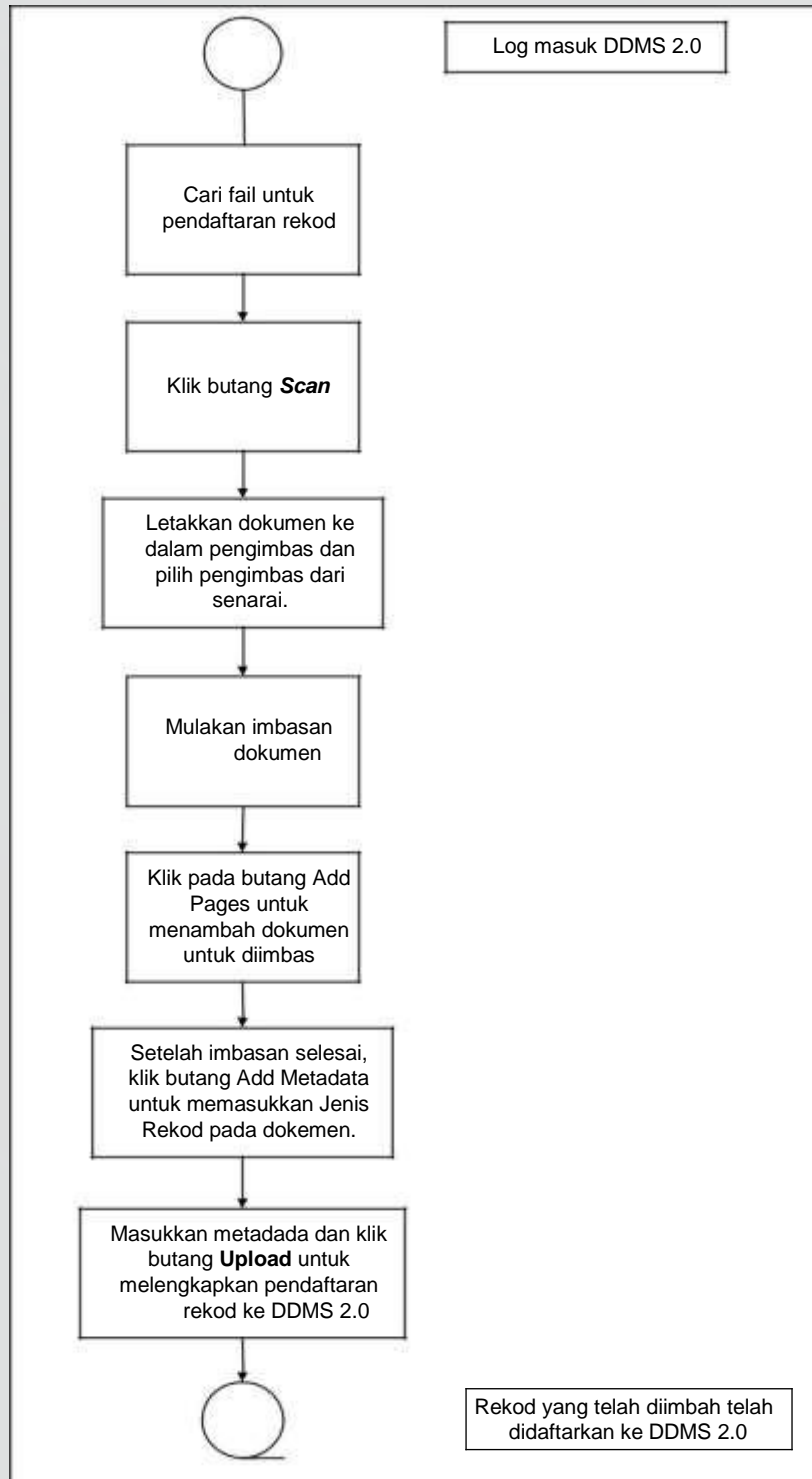 Log masuk DDMS 2.0
Cari fail untuk
pendaftaran rekod
Klik butang Scan
Letakkan dokumen ke
dalam pengimbas dan
pilih pengimbas dari
senarai.
Mulakan imbasan
dokumen
Klik pada butang Add
Pages untuk
menambah dokumen
untuk diimbas
Setelah imbasan selesai,
klik butang Add Metadata
untuk memasukkan Jenis
Rekod pada dokemen.
Masukkan metadada dan klik
butang Upload untuk
melengkapkan pendaftaran
rekod ke DDMS 2.0
Rekod yang telah diimbah telah
didaftarkan ke DDMS 2.0